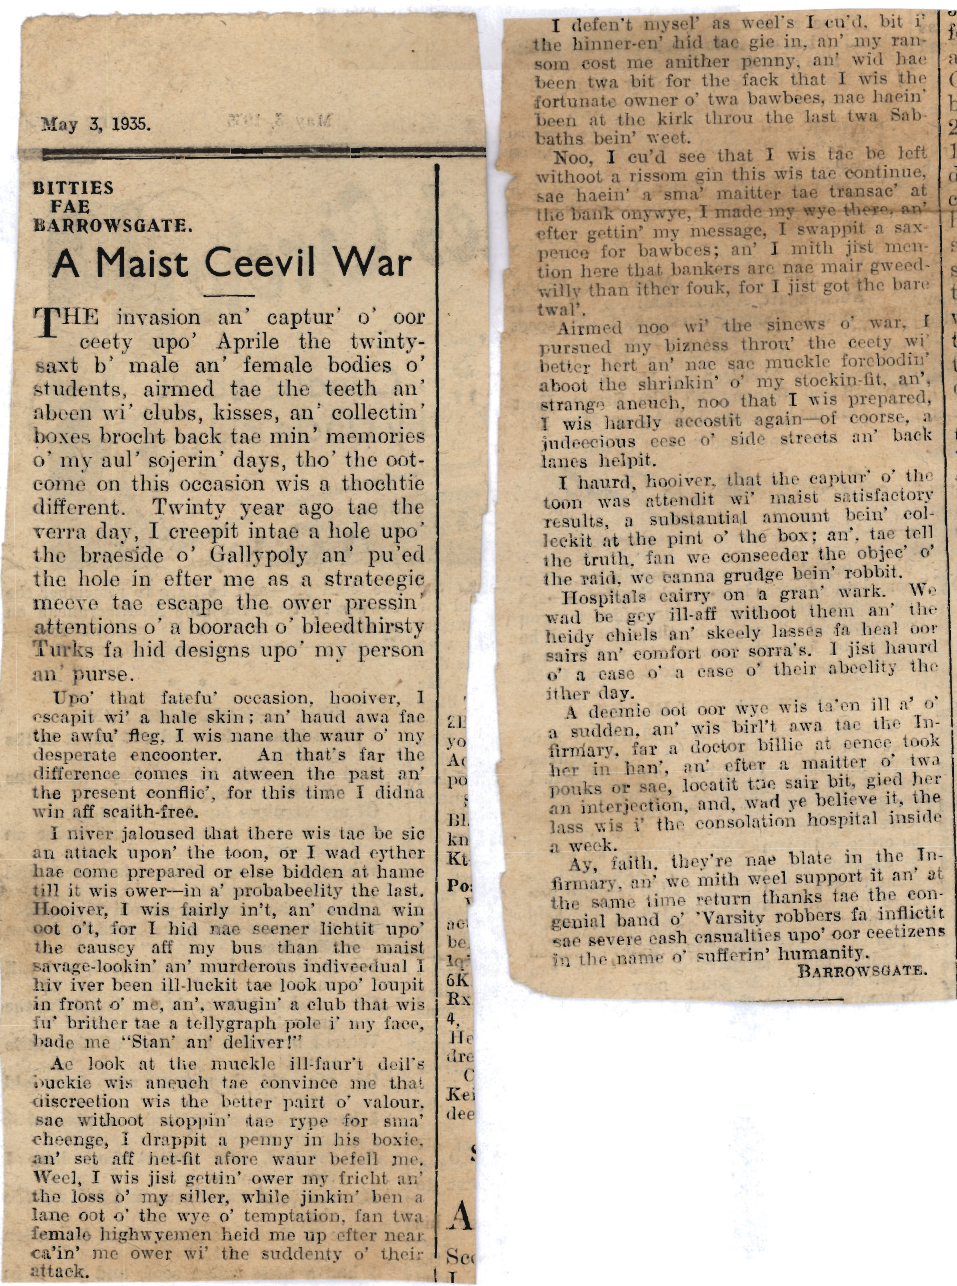 May 3, 1935.
BITTIES
FAE
BARROWSGATE.
A Maist Ceevil War
THE invasion an' captur' o' oor
ceety upo' Aprile the twinty-
saxt b' male an' female bodies o'
students, airmed tae the teeth an'
abeen wi' clubs, kisses, an' collectin'
boxes brocht back tae min' memories
o' my aul' sojerin' days, tho' the oot-
come on this occasion wis a thochtie
different. Twinty year ago tae the
verra day, I creepit intae a hole upo'
the braeside o' Gallypoly an' pu'ed
the hole in efter me as a strateegic
meeve tae escape the ower pressin'
attentions o' a boorach o' bleedthirsty
Turks fa hid designs upo' my person
an' purse.
Upo' that fatefu' occasion, hooiver, I
escapit wi' a hale skin; an' haud awa fae
the awfu' fleg, I wis nane the waur o' my
desperate encoonter. An that's far the
difference comes in atween the past an'
the present conflic', for this time I didna
win aff scaith-free.
I niver jaloused that there wis tae be sic
an attack upon' the toon, or I wad eyther
hae come prepared or else bidden at hame
till it wis ower—in a' probabeelity the last.
Hooiver, I wis fairly in't, an' cudna win
oot o't, for I hid nae seener lichtit upo'
the causey aff my bus than the maist
savage-lookin' an' murderous indiveedual I
hiv iver been ill-luckit tae look upo' loupit
in front o' me, an', waugin' a club that wis
fu' brither tae a tellygraph pole i' my face,
bade me "Stan' an' deliver!"
Ae look at the muckle ill-faur't deil's
buckie wis aneuch tae convince me that
discreetion wis the better pairt o' valour,
sae withoot stoppin' tae rype for sma'
cheenge, I drappit a penny in his boxie,
an' set aff het-fit afore waur befell me.
Weel, I wis jist gettin' ower my fricht an'
the loss o' my siller, while jinkin' ben a
lane oot o' the wye o' temptation, fan twa
female highwyemen heid me up efter near
ca'in' me ower wi' the suddenty o' their
attack.
I defen't mysel' as weel's I cu'd, bit i'
the hinner-en' hid tae gie in, an' my ran-
som cost me anither penny, an' wid hae
been twa bit for the fack that I wis the
fortunate owner o' twa bawbees, nae haein'
been at the kirk throu the last twa Sab-
baths bein' weet.
Noo, I cu'd see that I wis tae be left
withoot a rissom gin this wis tae continue,
sae haein' a sma' maitter tae transac' at
the bank onywye, I made my wye there, an'
efter gettin' my message, I swappit a sax-
pence for bawbees; an' I mith jist men-
tion here that bankers are nae mair gweed-
willy than ither fouk, for I jist got the bare
twal'.
Airmed noo wi' the sinews o' war, I
pursued my bizness throu' the ceety wi'
better hert an' nae sae muckle forebodin'
aboot the shrinkin' o' my stockin-fit, an',
strange aneuch, noo that I wis prepared,
I wis hardly accostit again—of coorse, a
judeecious eese o' side streets an' back
lanes helpit.
I haurd, hooiver, that the captur' o' the
toon was attendit wi' maist satisfactory
results, a substantial amount bein' col-
leckit at the pint o' the box; an', tae tell
the truth, fan we conseeder the objec' o'
the raid, we canna grudge bein' robbit.
Hospitals cairry on a gran' wark. We
wad be gey ill-aff withoot them an' the
heidy chiels an' skeely lasses fa heal oor
sairs an' comfort oor sorra's. I jist haurd
o' a case o' a case o' their abeelity the
ither day.
A deemie oot oor wye wis ta'en ill a' o'
a sudden, an' wis birl't awa tae the In-
firmary, far a doctor billie at eence took
her in han', an' efter a maitter o' twa
pouks or sae, locatit the sair bit, gied her
an interjection, and, wad ye believe it, the
lass wis i' the consolation hospital inside
a week.
Ay, faith, they're nae blate in the In-
firmary, an' we mith weel support it an' at
the same time return thanks tae the con-
genial band o' 'Varsity robbers fa inflictit
sae severe cash casualties upo' oor ceetizens
in the name o' sufferin' humanity.
BARROWSGATE.